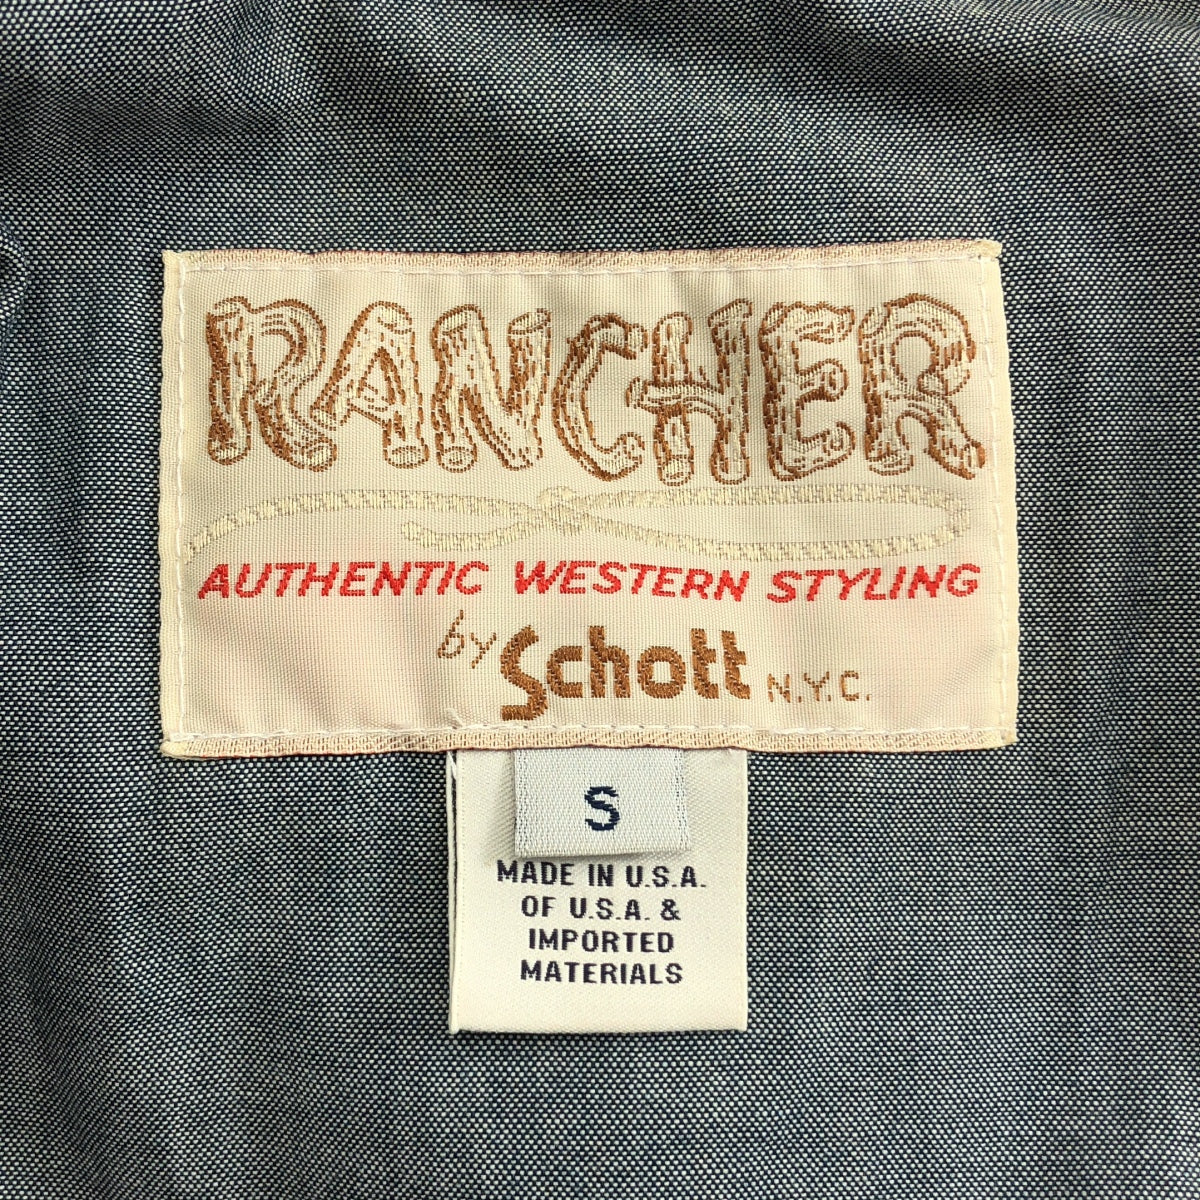 RANCHER
AUTHENTIC WESTERN STYLING
by Schott N.Y.C.
S
MADE IN U.S.A.
OF U.S.A. &
IMPORTED
MATERIALS